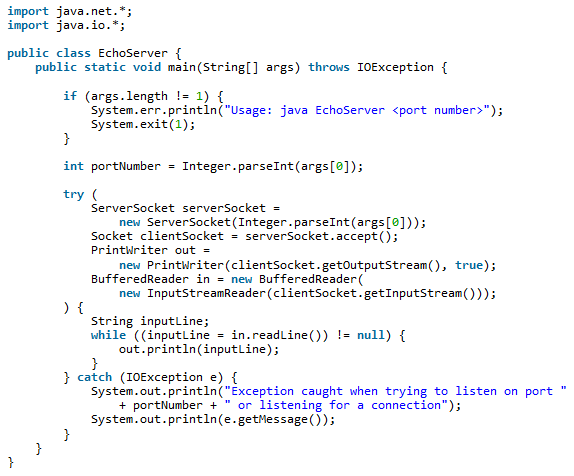 import java.net.*;
import java.io.*;

public class EchoServer {
    public static void main(String[] args) throws IOException {

        if (args.length != 1) {
            System.err.println("Usage: java EchoServer <port number>");
            System.exit(1);
        }

        int portNumber = Integer.parseInt(args[0]);

        try (
            ServerSocket serverSocket =
                new ServerSocket(Integer.parseInt(args[0]));
            Socket clientSocket = serverSocket.accept();
            PrintWriter out =
                new PrintWriter(clientSocket.getOutputStream(), true);
            BufferedReader in = new BufferedReader(
                new InputStreamReader(clientSocket.getInputStream()));
        ) {
            String inputLine;
            while ((inputLine = in.readLine()) != null) {
                out.println(inputLine);
            }
        } catch (IOException e) {
            System.out.println("Exception caught when trying to listen on port "
                + portNumber + " or listening for a connection");
            System.out.println(e.getMessage());
        }
    }
}